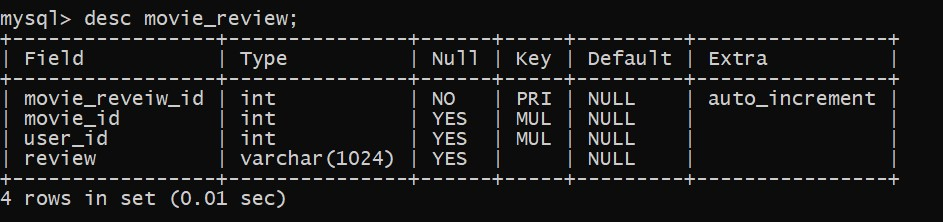 mysql> desc movie_review;
+-----------------+---------------+------+-----+---------+----------------+
| Field           | Type          | Null | Key | Default | Extra          |
+-----------------+---------------+------+-----+---------+----------------+
| movie_reveiw_id | int           | NO   | PRI | NULL    | auto_increment |
| movie_id        | int           | YES  | MUL | NULL    |                |
| user_id         | int           | YES  | MUL | NULL    |                |
| review          | varchar(1024) | YES  |     | NULL    |                |
+-----------------+---------------+------+-----+---------+----------------+
4 rows in set (0.01 sec)